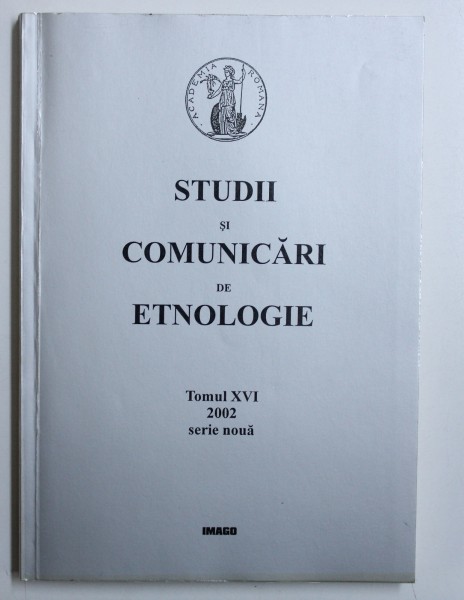 ACADEMIA ROMANA
STUDII
ȘI
COMUNICĂRI
DE
ETNOLOGIE
Tomul XVI
2002
serie nouă
IMAGO